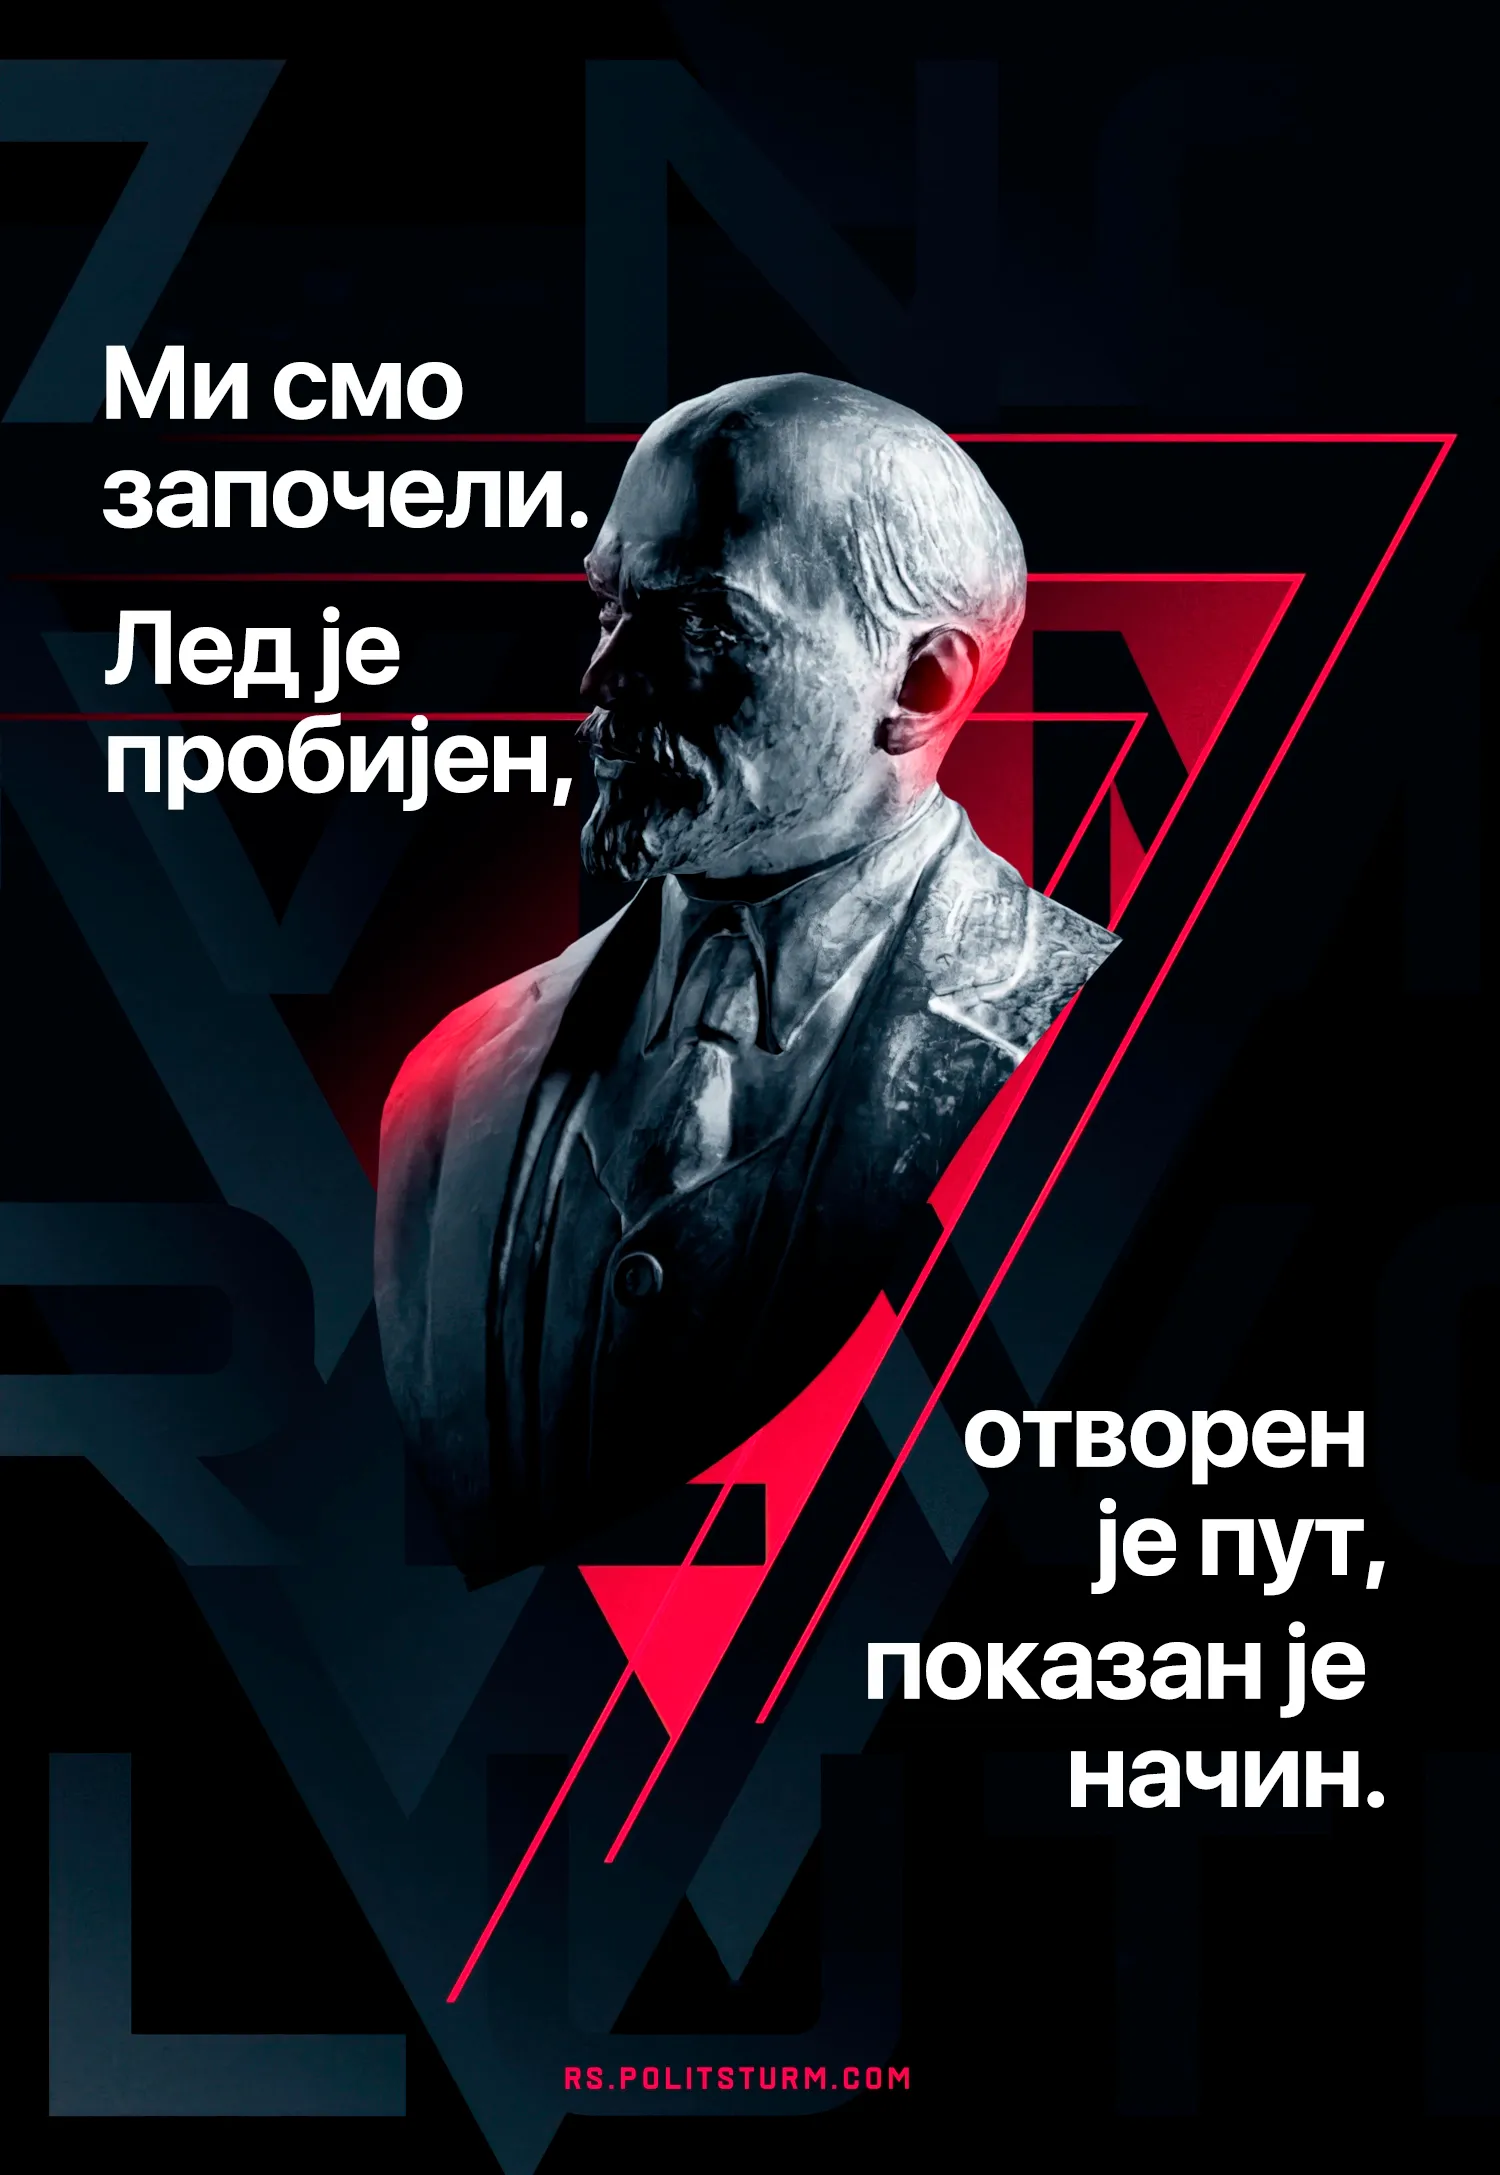 Ми смо
започели.
Лед је
пробијен,
отворен
је пут,
показан је
начин.
RS.POLITSTURM.COM